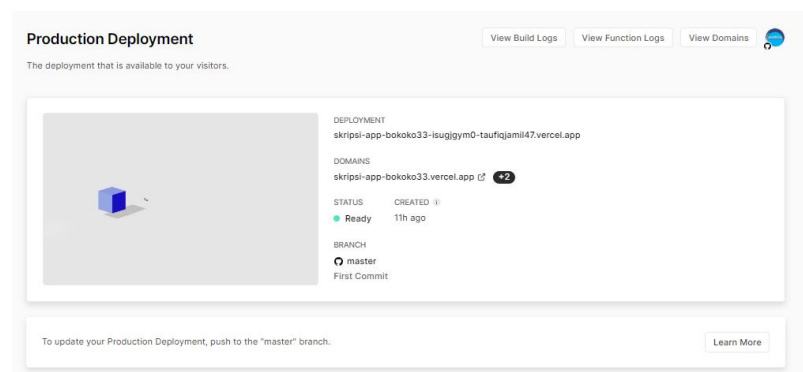 Production Deployment
View Build Logs
View Function Logs
View Domains
The deployment that is available to your visitors.
DEPLOYMENT
skripsi-app-bokoko33-isugjgym0-taufiqjamil47.vercel.app
DOMAINS
skripsi-app-bokoko33.vercel.app +2
STATUS CREATED
Ready 11h ago
BRANCH
master
First Commit
To update your Production Deployment, push to the "master" branch.
Learn More